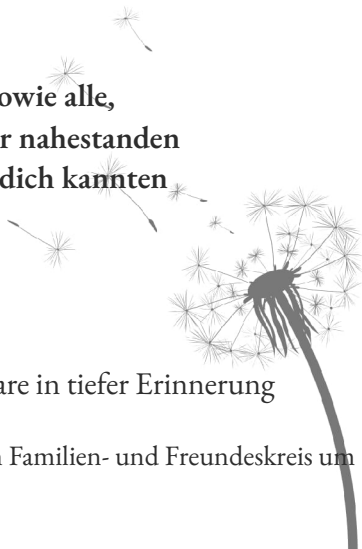 owie alle,
r nahestanden
dich kannten
are in tiefer Erinnerung
n Familien- und Freundeskreis um